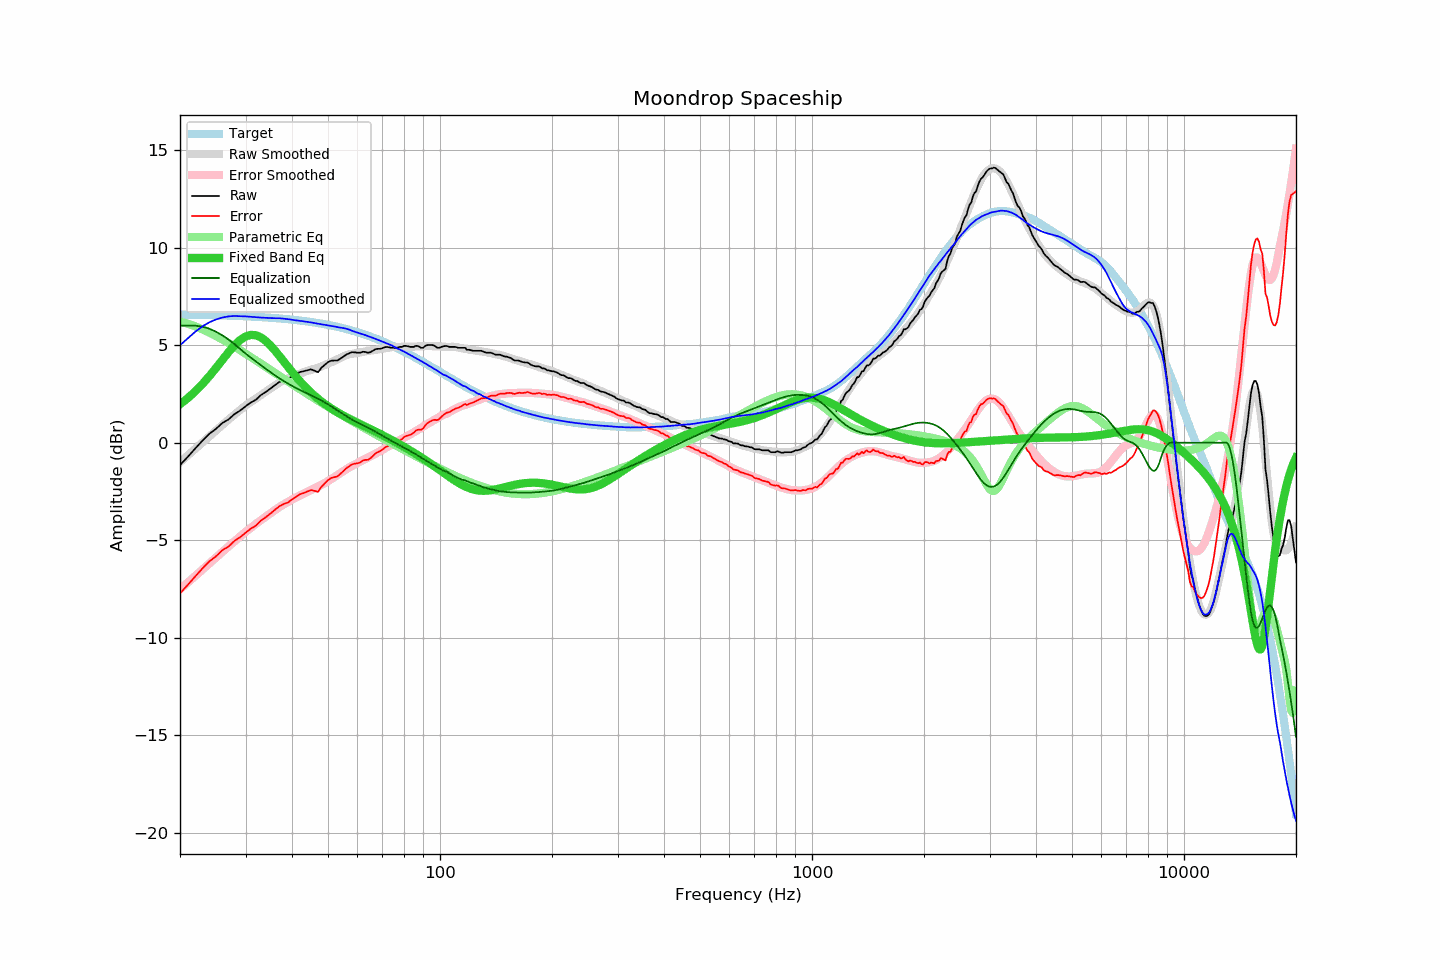 Moondrop Spaceship
Target
Raw Smoothed
Error Smoothed
Raw
Error
Parametric Eq
Fixed Band Eq
Equalization
Equalized smoothed
15
10
5
0
−5
−10
−15
−20
Amplitude (dBr)
100
1000
10000
Frequency (Hz)